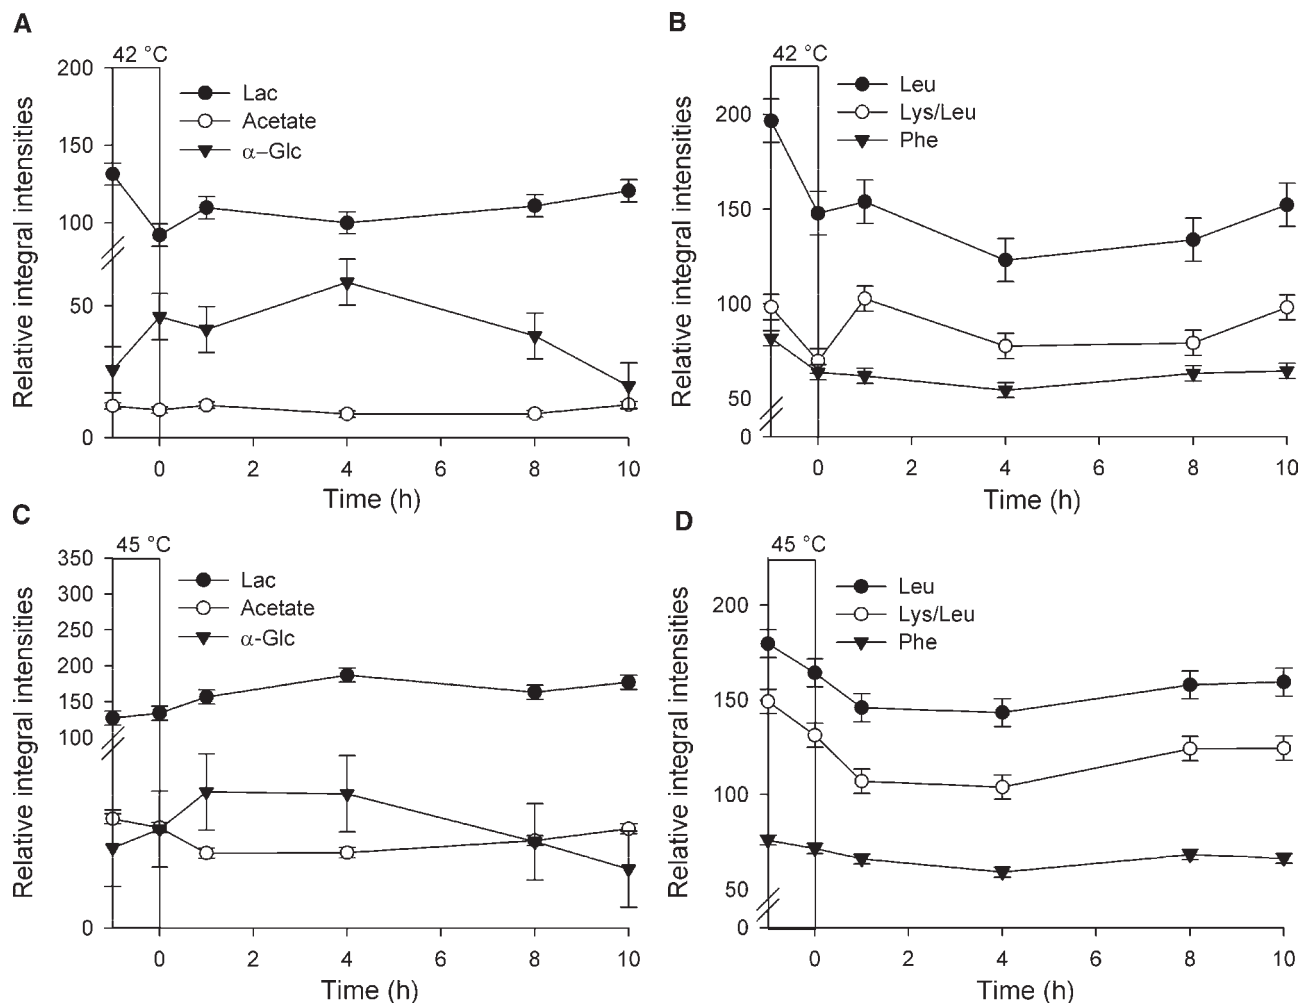 A
42 °C
200
150
100
50
0
Relative integral intensities
Lac
Acetate
α–Glc
0 2 4 6 8 10
Time (h)
B
42 °C
200
150
100
50
0
Relative integral intensities
Leu
Lys/Leu
Phe
0 2 4 6 8 10
Time (h)
C
45 °C
350
300
250
200
150
100
0
Relative integral intensities
Lac
Acetate
α-Glc
0 2 4 6 8 10
Time (h)
D
45 °C
200
150
100
50
0
Relative integral intensities
Leu
Lys/Leu
Phe
0 2 4 6 8 10
Time (h)